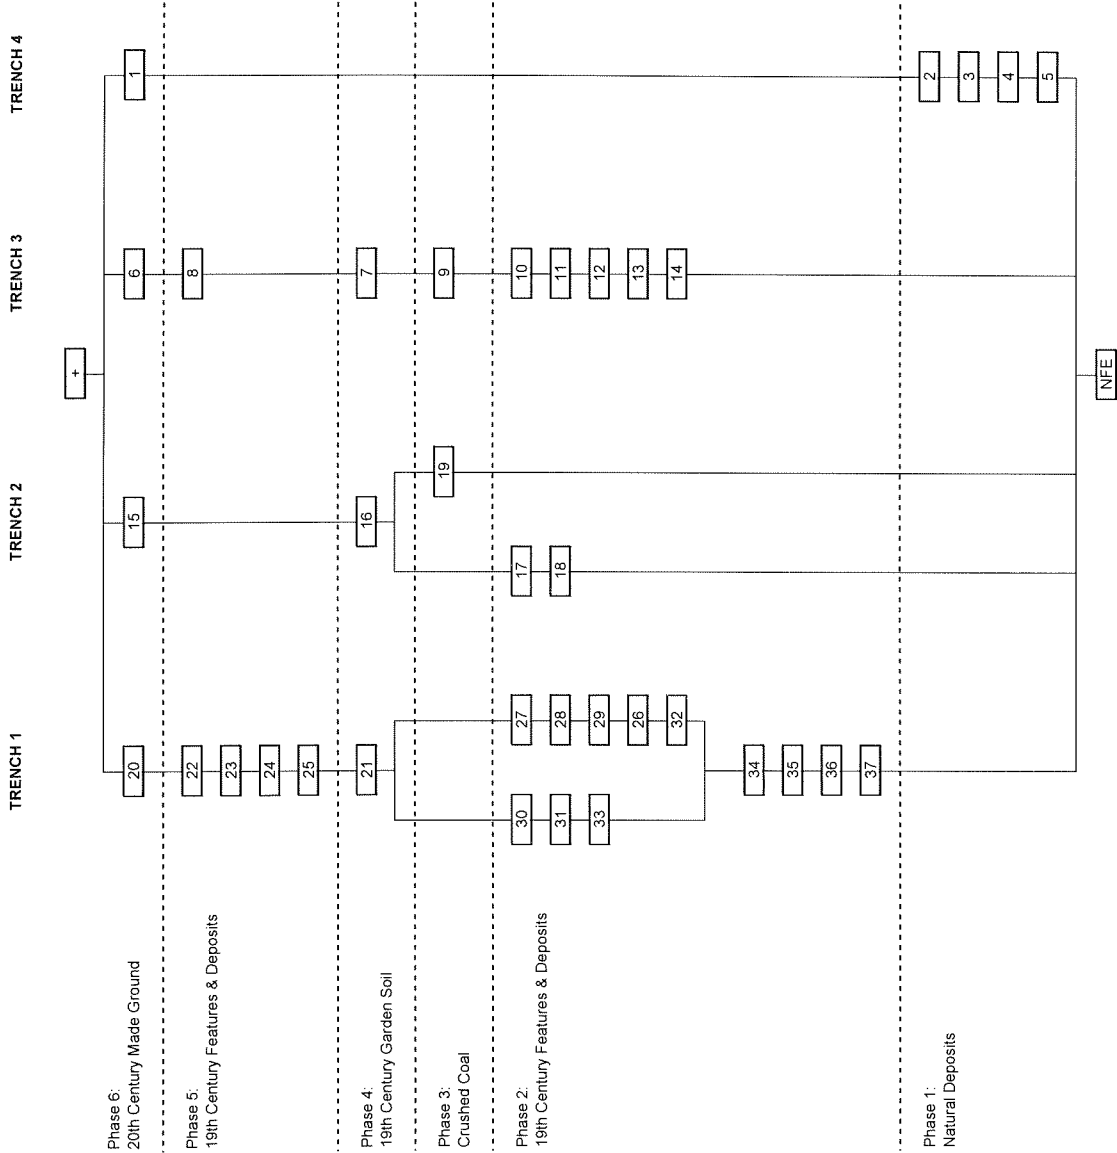 TRENCH 1
TRENCH 2
TRENCH 3
TRENCH 4
+
Phase 6:
20th Century Made Ground
20
15
6
1
Phase 5:
19th Century Features & Deposits
22
8
23
24
25
Phase 4:
19th Century Garden Soil
21
16
7
Phase 3:
Crushed Coal
19
9
Phase 2:
19th Century Features & Deposits
30
27
17
10
31
28
18
11
33
29
12
26
13
32
14
34
35
36
37
Phase 1:
Natural Deposits
2
3
4
5
NFE